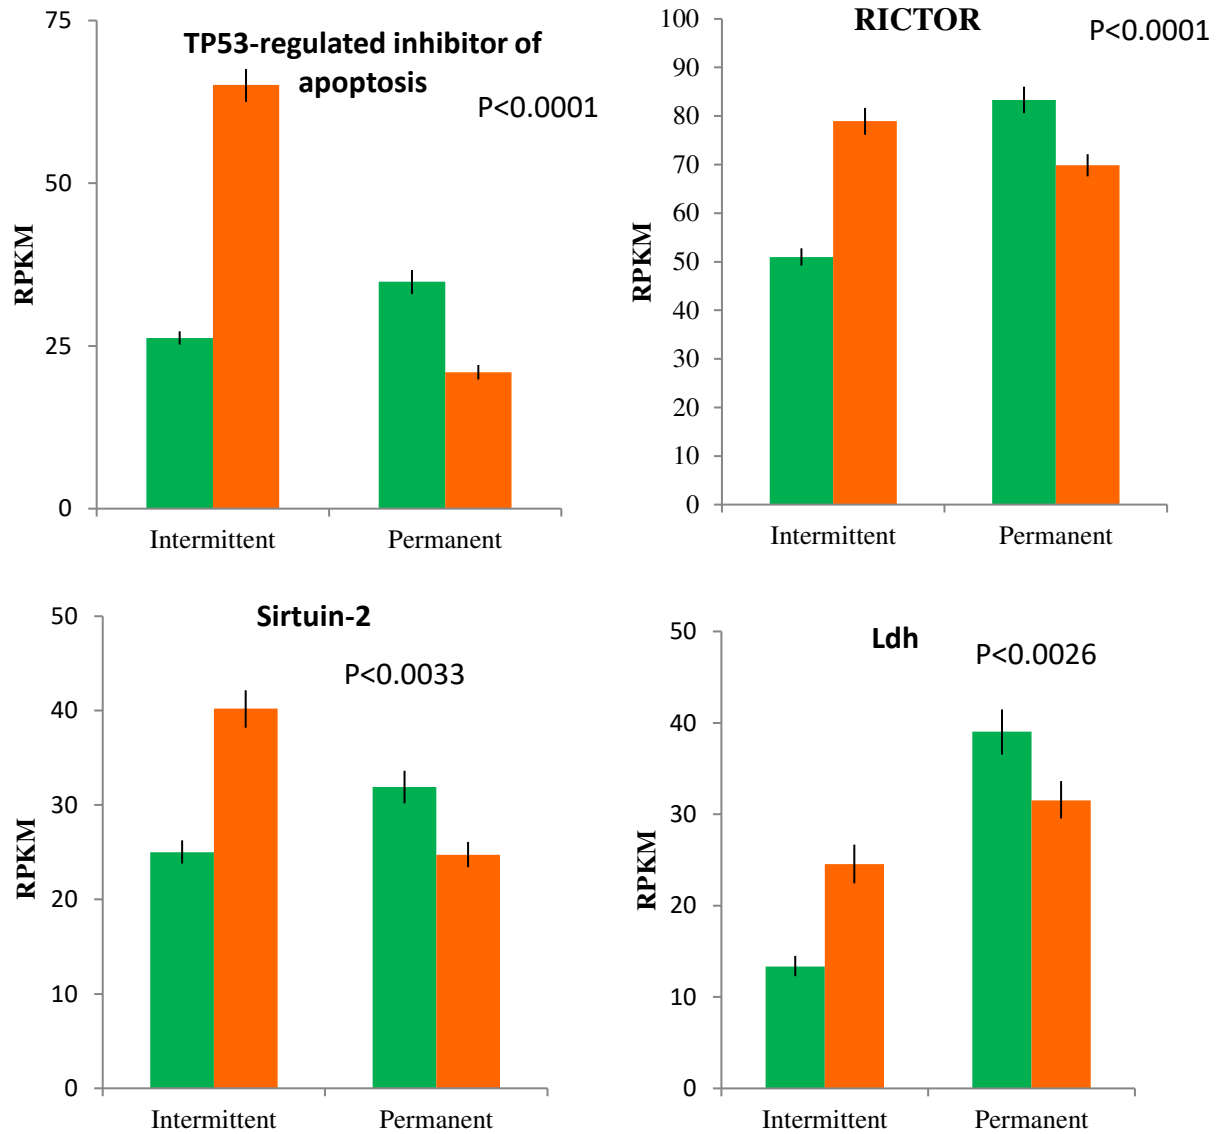 TP53-regulated inhibitor of
apoptosis
P<0.0001
75
50
25
0
RPKM
Intermittent
Permanent
RICTOR
P<0.0001
100
90
80
70
60
50
40
30
20
10
0
RPKM
Intermittent
Permanent
Sirtuin-2
P<0.0033
50
40
30
20
10
0
RPKM
Intermittent
Permanent
Ldh
P<0.0026
50
40
30
20
10
0
RPKM
Intermittent
Permanent